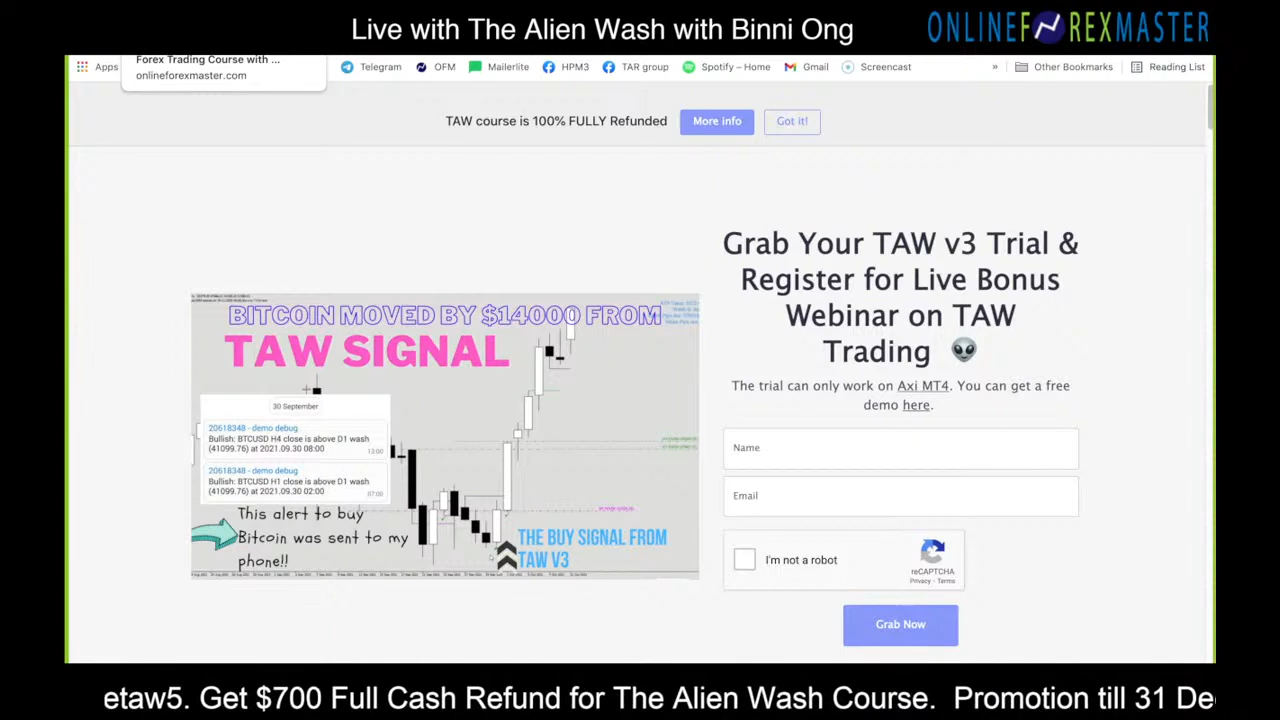 Live with The Alien Wash with Binni Ong
ONLINEFOREXMASTER
Forex Trading Course with ...
onlineforexmaster.com
Apps
Telegram
OFM
Mailerlite
HPM3
TAR group
Spotify – Home
Gmail
Screencast
»
Other Bookmarks
Reading List
TAW course is 100% FULLY Refunded
More info
Got it!
BITCOIN MOVED BY $14000 FROM
TAW SIGNAL
30 September
20618348 - demo debug
Bullish: BTCUSD H4 close is above D1 wash
(41099.76) at 2021.09.30 08:00
13:00
20618348 - demo debug
Bullish: BTCUSD H1 close is above D1 wash
(41099.76) at 2021.09.30 02:00
07:00
This alert to buy
Bitcoin was sent to my
phone!!
THE BUY SIGNAL FROM
TAW V3
Grab Your TAW v3 Trial &
Register for Live Bonus
Webinar on TAW
Trading 👽
The trial can only work on Axi MT4. You can get a free
demo here.
Name
Email
I'm not a robot
reCAPTCHA
Privacy - Terms
Grab Now
etaw5. Get $700 Full Cash Refund for The Alien Wash Course. Promotion till 31 De